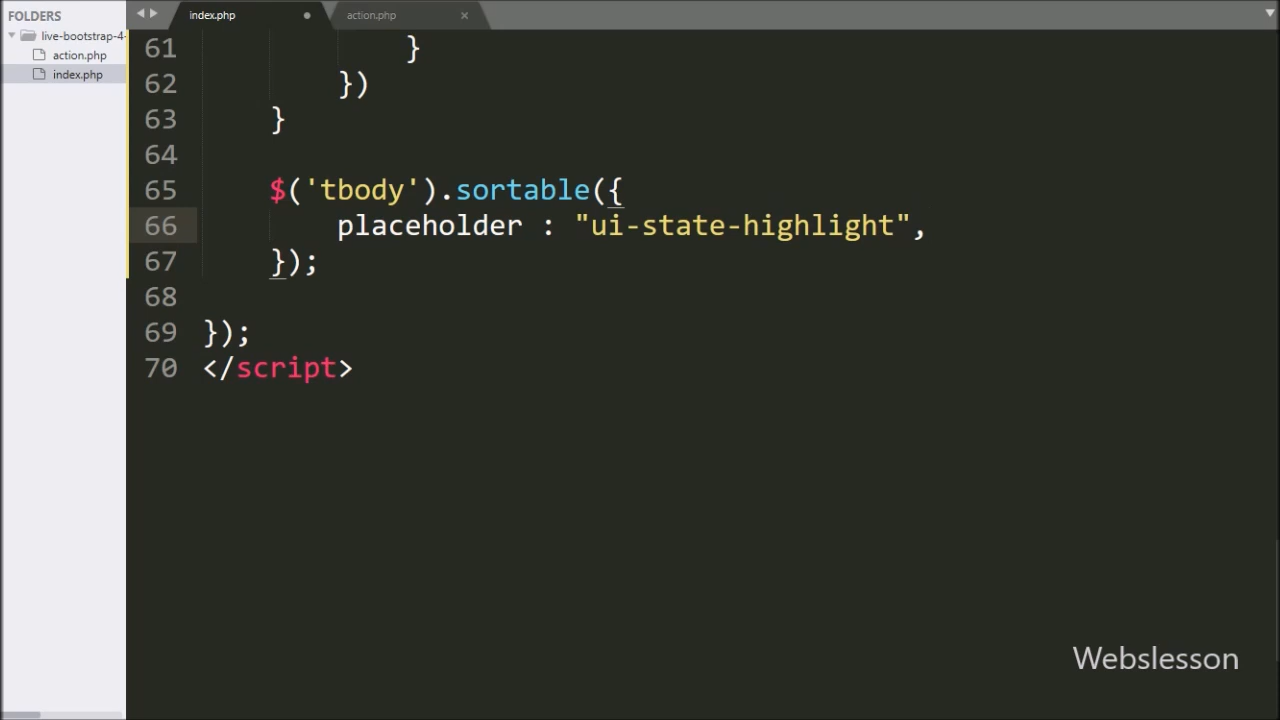 FOLDERS
live-bootstrap-4-
action.php
index.php
index.php
action.php
61 }
62 })
63 }
64
65 $('tbody').sortable({
66 placeholder : "ui-state-highlight",
67 });
68
69 });
70 </script>
Webslesson